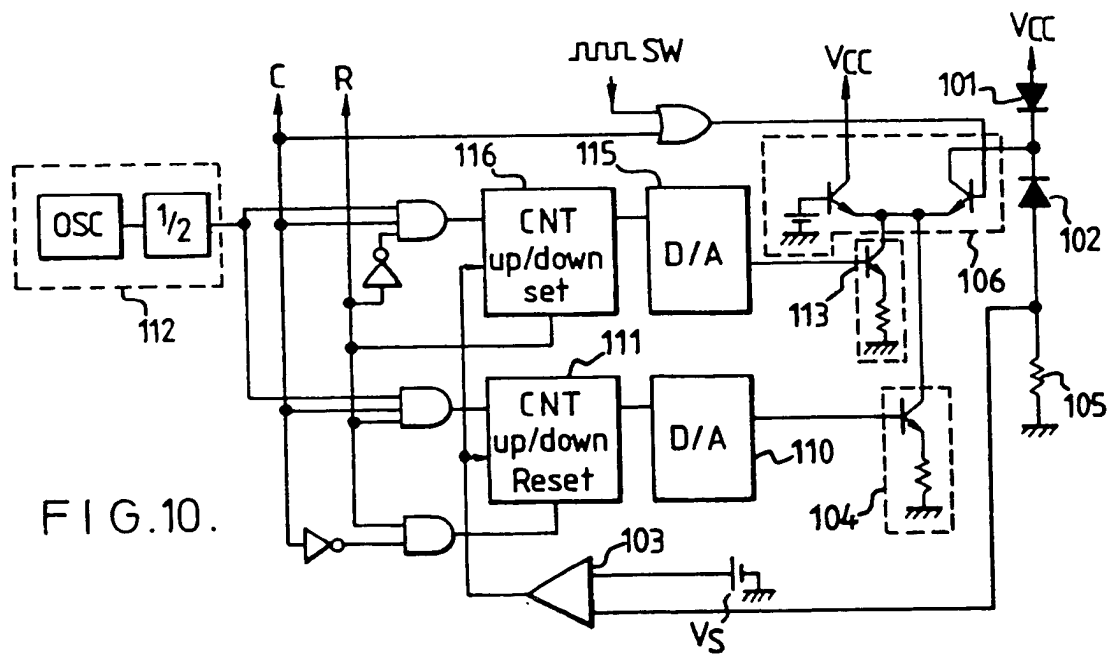 VCC
C R SW VCC 101
116 115
OSC 1/2
CNT
up/down
set
D/A
102
106
112
113
111
105
CNT
up/down
Reset
D/A
110
104
FIG.10.
103
VS